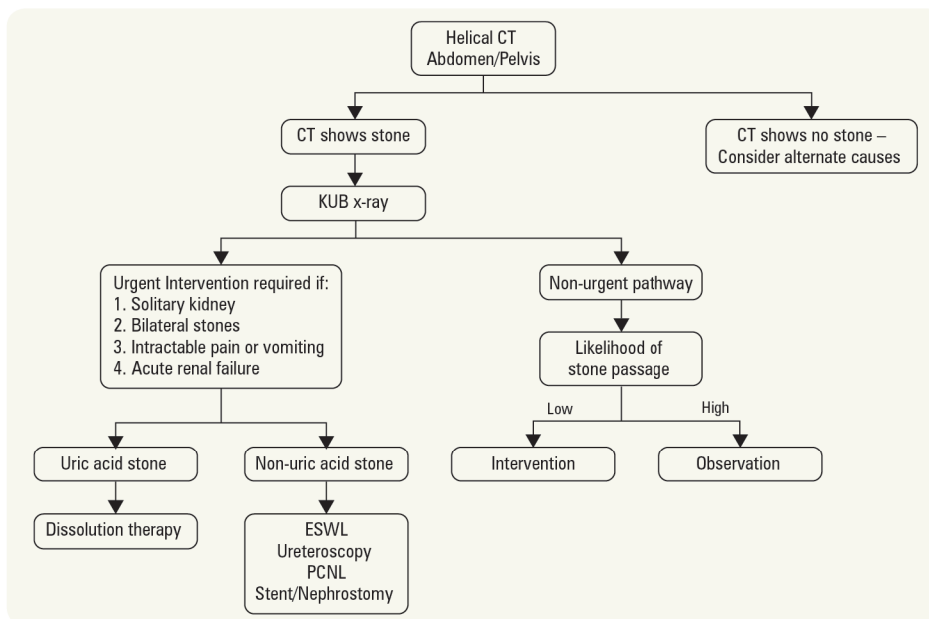 Helical CT
Abdomen/Pelvis
CT shows stone
CT shows no stone –
Consider alternate causes
KUB x-ray
Urgent Intervention required if:
1. Solitary kidney
2. Bilateral stones
3. Intractable pain or vomiting
4. Acute renal failure
Non-urgent pathway
Likelihood of
stone passage
Low
High
Uric acid stone
Non-uric acid stone
Intervention
Observation
Dissolution therapy
ESWL
Ureteroscopy
PCNL
Stent/Nephrostomy